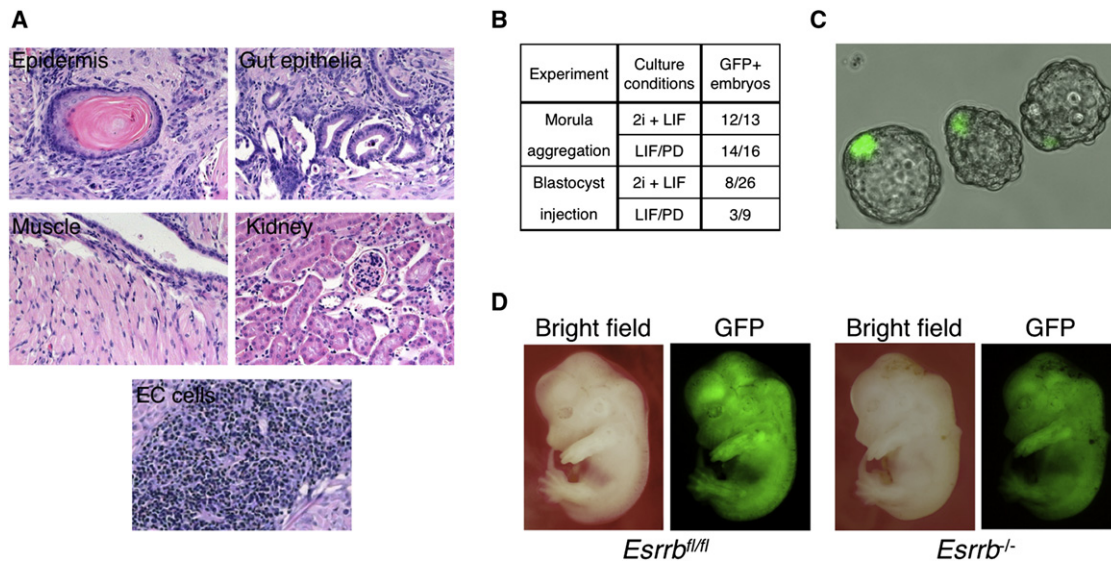 A
Epidermis
Gut epithelia
Muscle
Kidney
EC cells
B
Experiment
Culture conditions
GFP+ embryos
Morula aggregation
2i + LIF
12/13
LIF/PD
14/16
Blastocyst injection
2i + LIF
8/26
LIF/PD
3/9
C
D
Bright field
GFP
Bright field
GFP
Esrrbfl/fl
Esrrb-/-